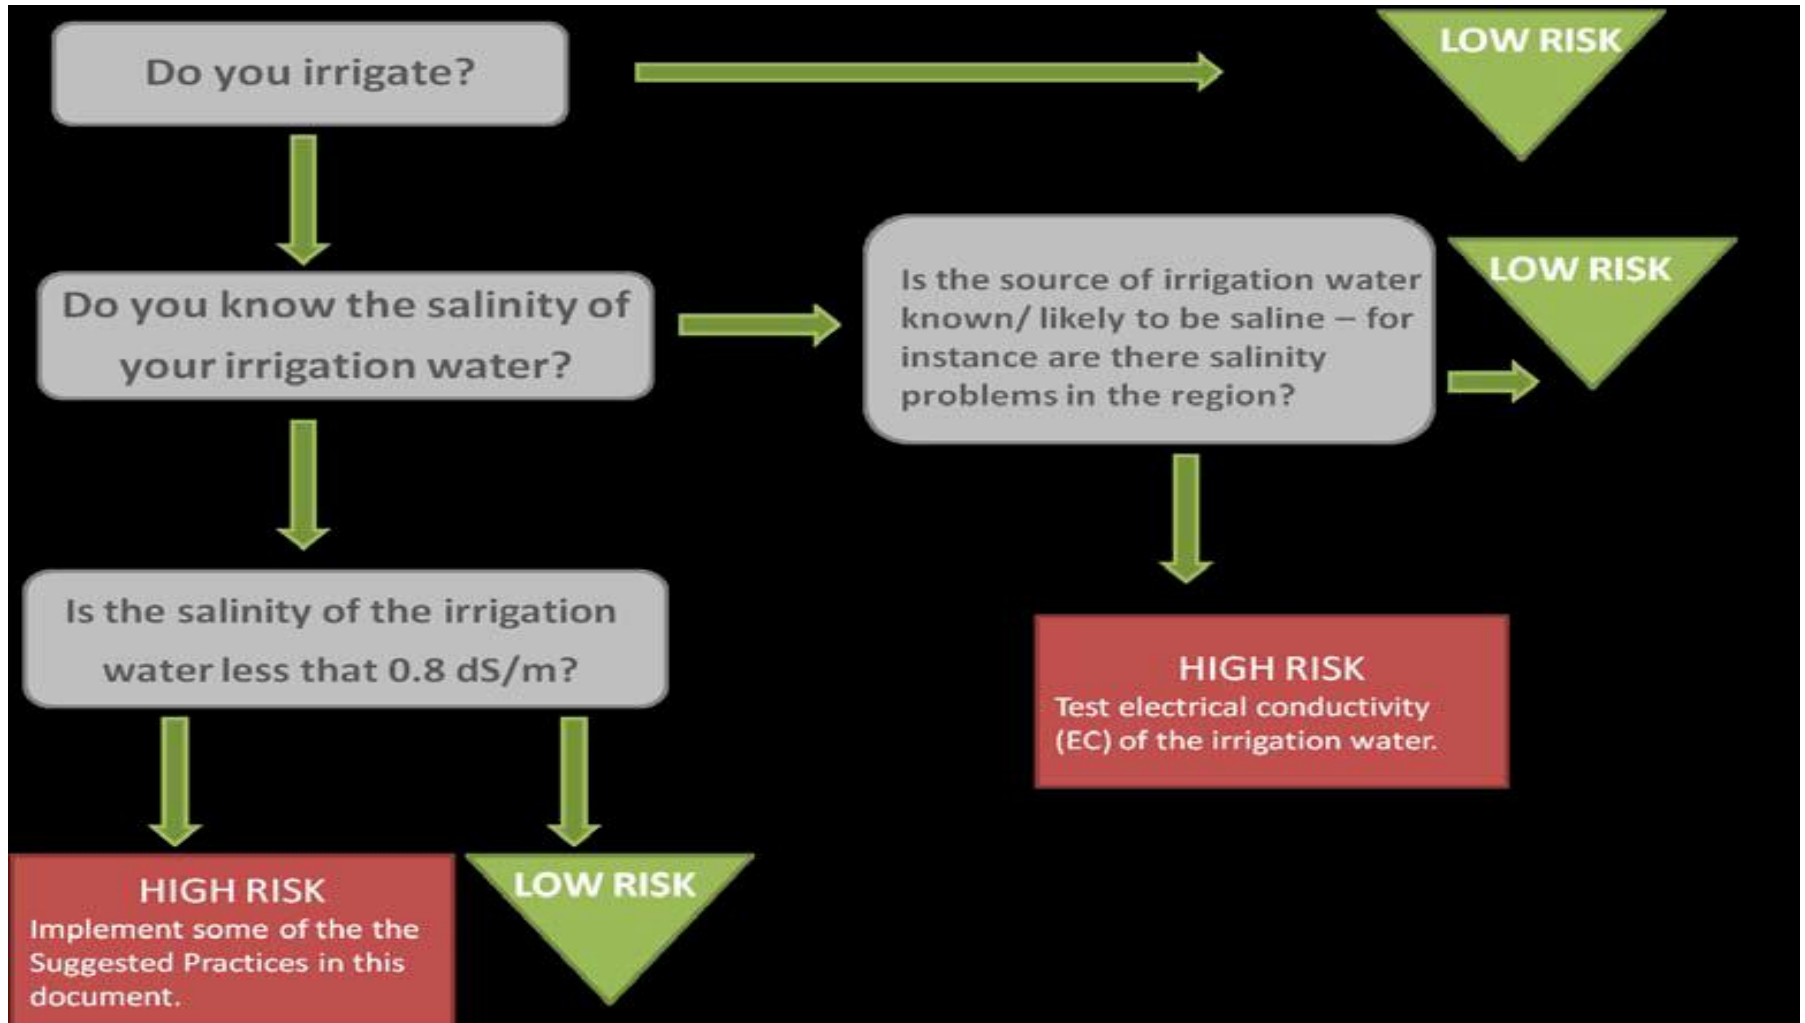 Do you irrigate?
LOW RISK
Do you know the salinity of
your irrigation water?
Is the source of irrigation water
known/ likely to be saline – for
instance are there salinity
problems in the region?
LOW RISK
Is the salinity of the irrigation
water less that 0.8 dS/m?
HIGH RISK
Test electrical conductivity
(EC) of the irrigation water.
HIGH RISK
Implement some of the the
Suggested Practices in this
document.
LOW RISK